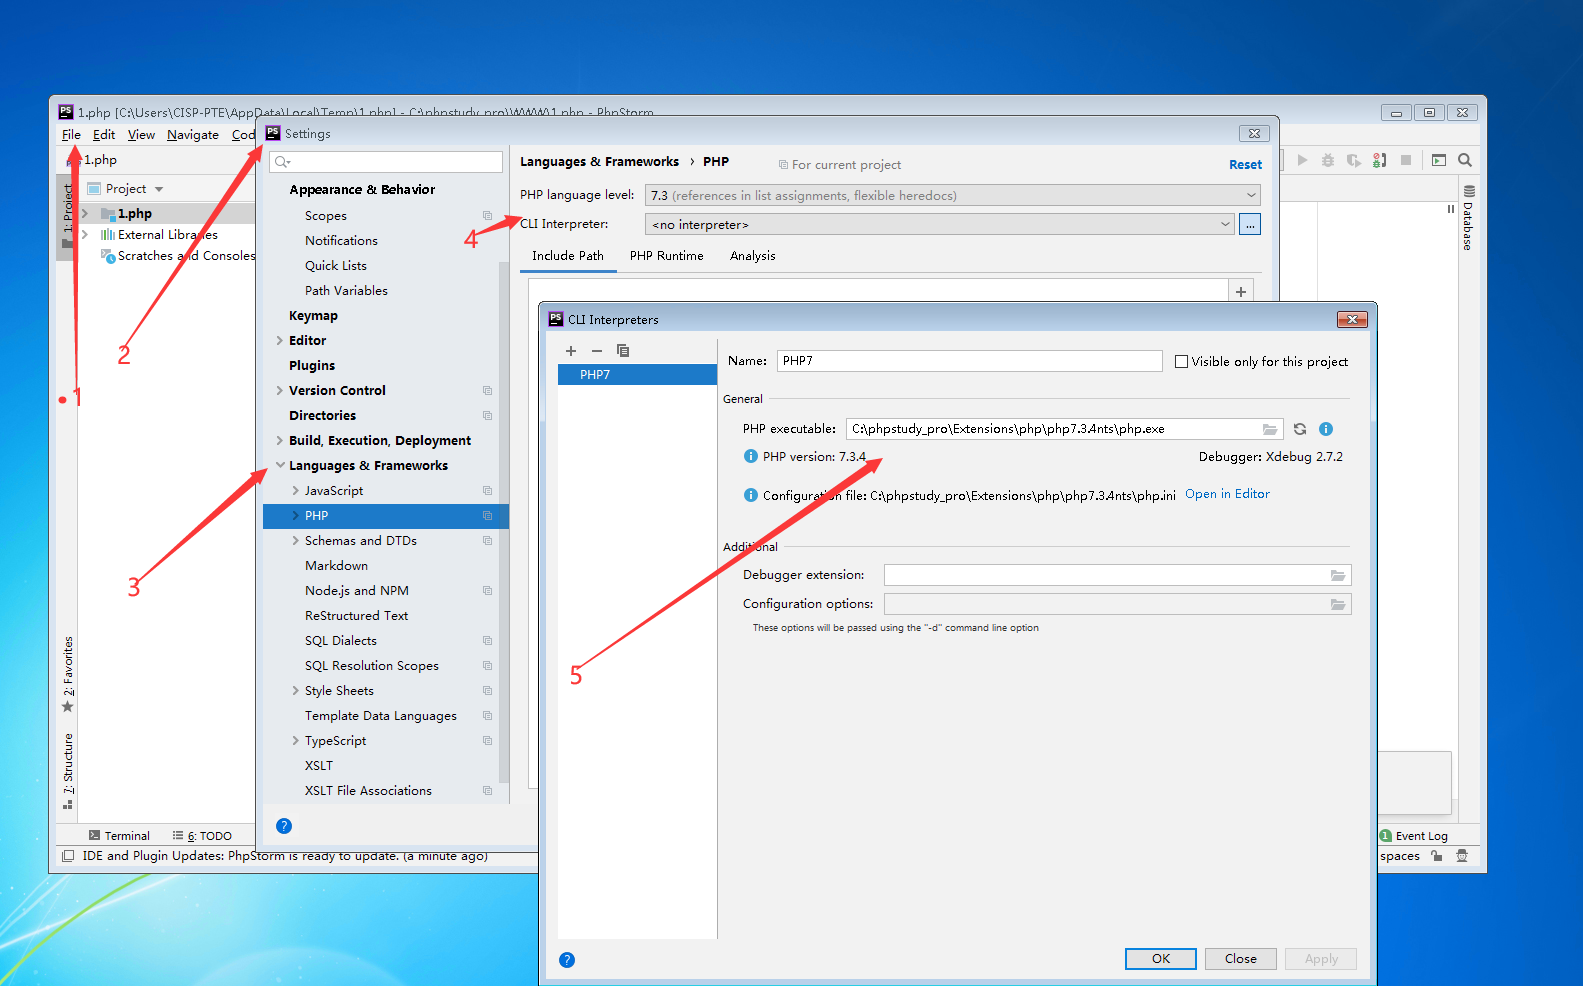 1.php [C:\Users\CISP-PTE\AppData\Local\Temp\1.php] - C:\phpstudy_pro\WWW\1.php - PhpStorm
File Edit View Navigate Cod
1.php
Project
1.php
External Libraries
Scratches and Consoles
1: Project
2: Favorites
7: Structure
1
2
3
4
5
Settings
Appearance & Behavior
Scopes
Notifications
Quick Lists
Path Variables
Keymap
Editor
Plugins
Version Control
Directories
Build, Execution, Deployment
Languages & Frameworks
JavaScript
PHP
Schemas and DTDs
Markdown
Node.js and NPM
ReStructured Text
SQL Dialects
SQL Resolution Scopes
Style Sheets
Template Data Languages
TypeScript
XSLT
XSLT File Associations
Languages & Frameworks › PHP For current project Reset
PHP language level: 7.3 (references in list assignments, flexible heredocs)
CLI Interpreter: <no interpreter> ...
Include Path PHP Runtime Analysis
Database
CLI Interpreters
PHP7
Name: PHP7 Visible only for this project
General
PHP executable: C:\phpstudy_pro\Extensions\php\php7.3.4nts\php.exe
PHP version: 7.3.4 Debugger: Xdebug 2.7.2
Configuration file: C:\phpstudy_pro\Extensions\php\php7.3.4nts\php.ini Open in Editor
Additional
Debugger extension:
Configuration options:
These options will be passed using the "-d" command line option
OK Close Apply
Terminal 6: TODO 1 Event Log
IDE and Plugin Updates: PhpStorm is ready to update. (a minute ago) spaces